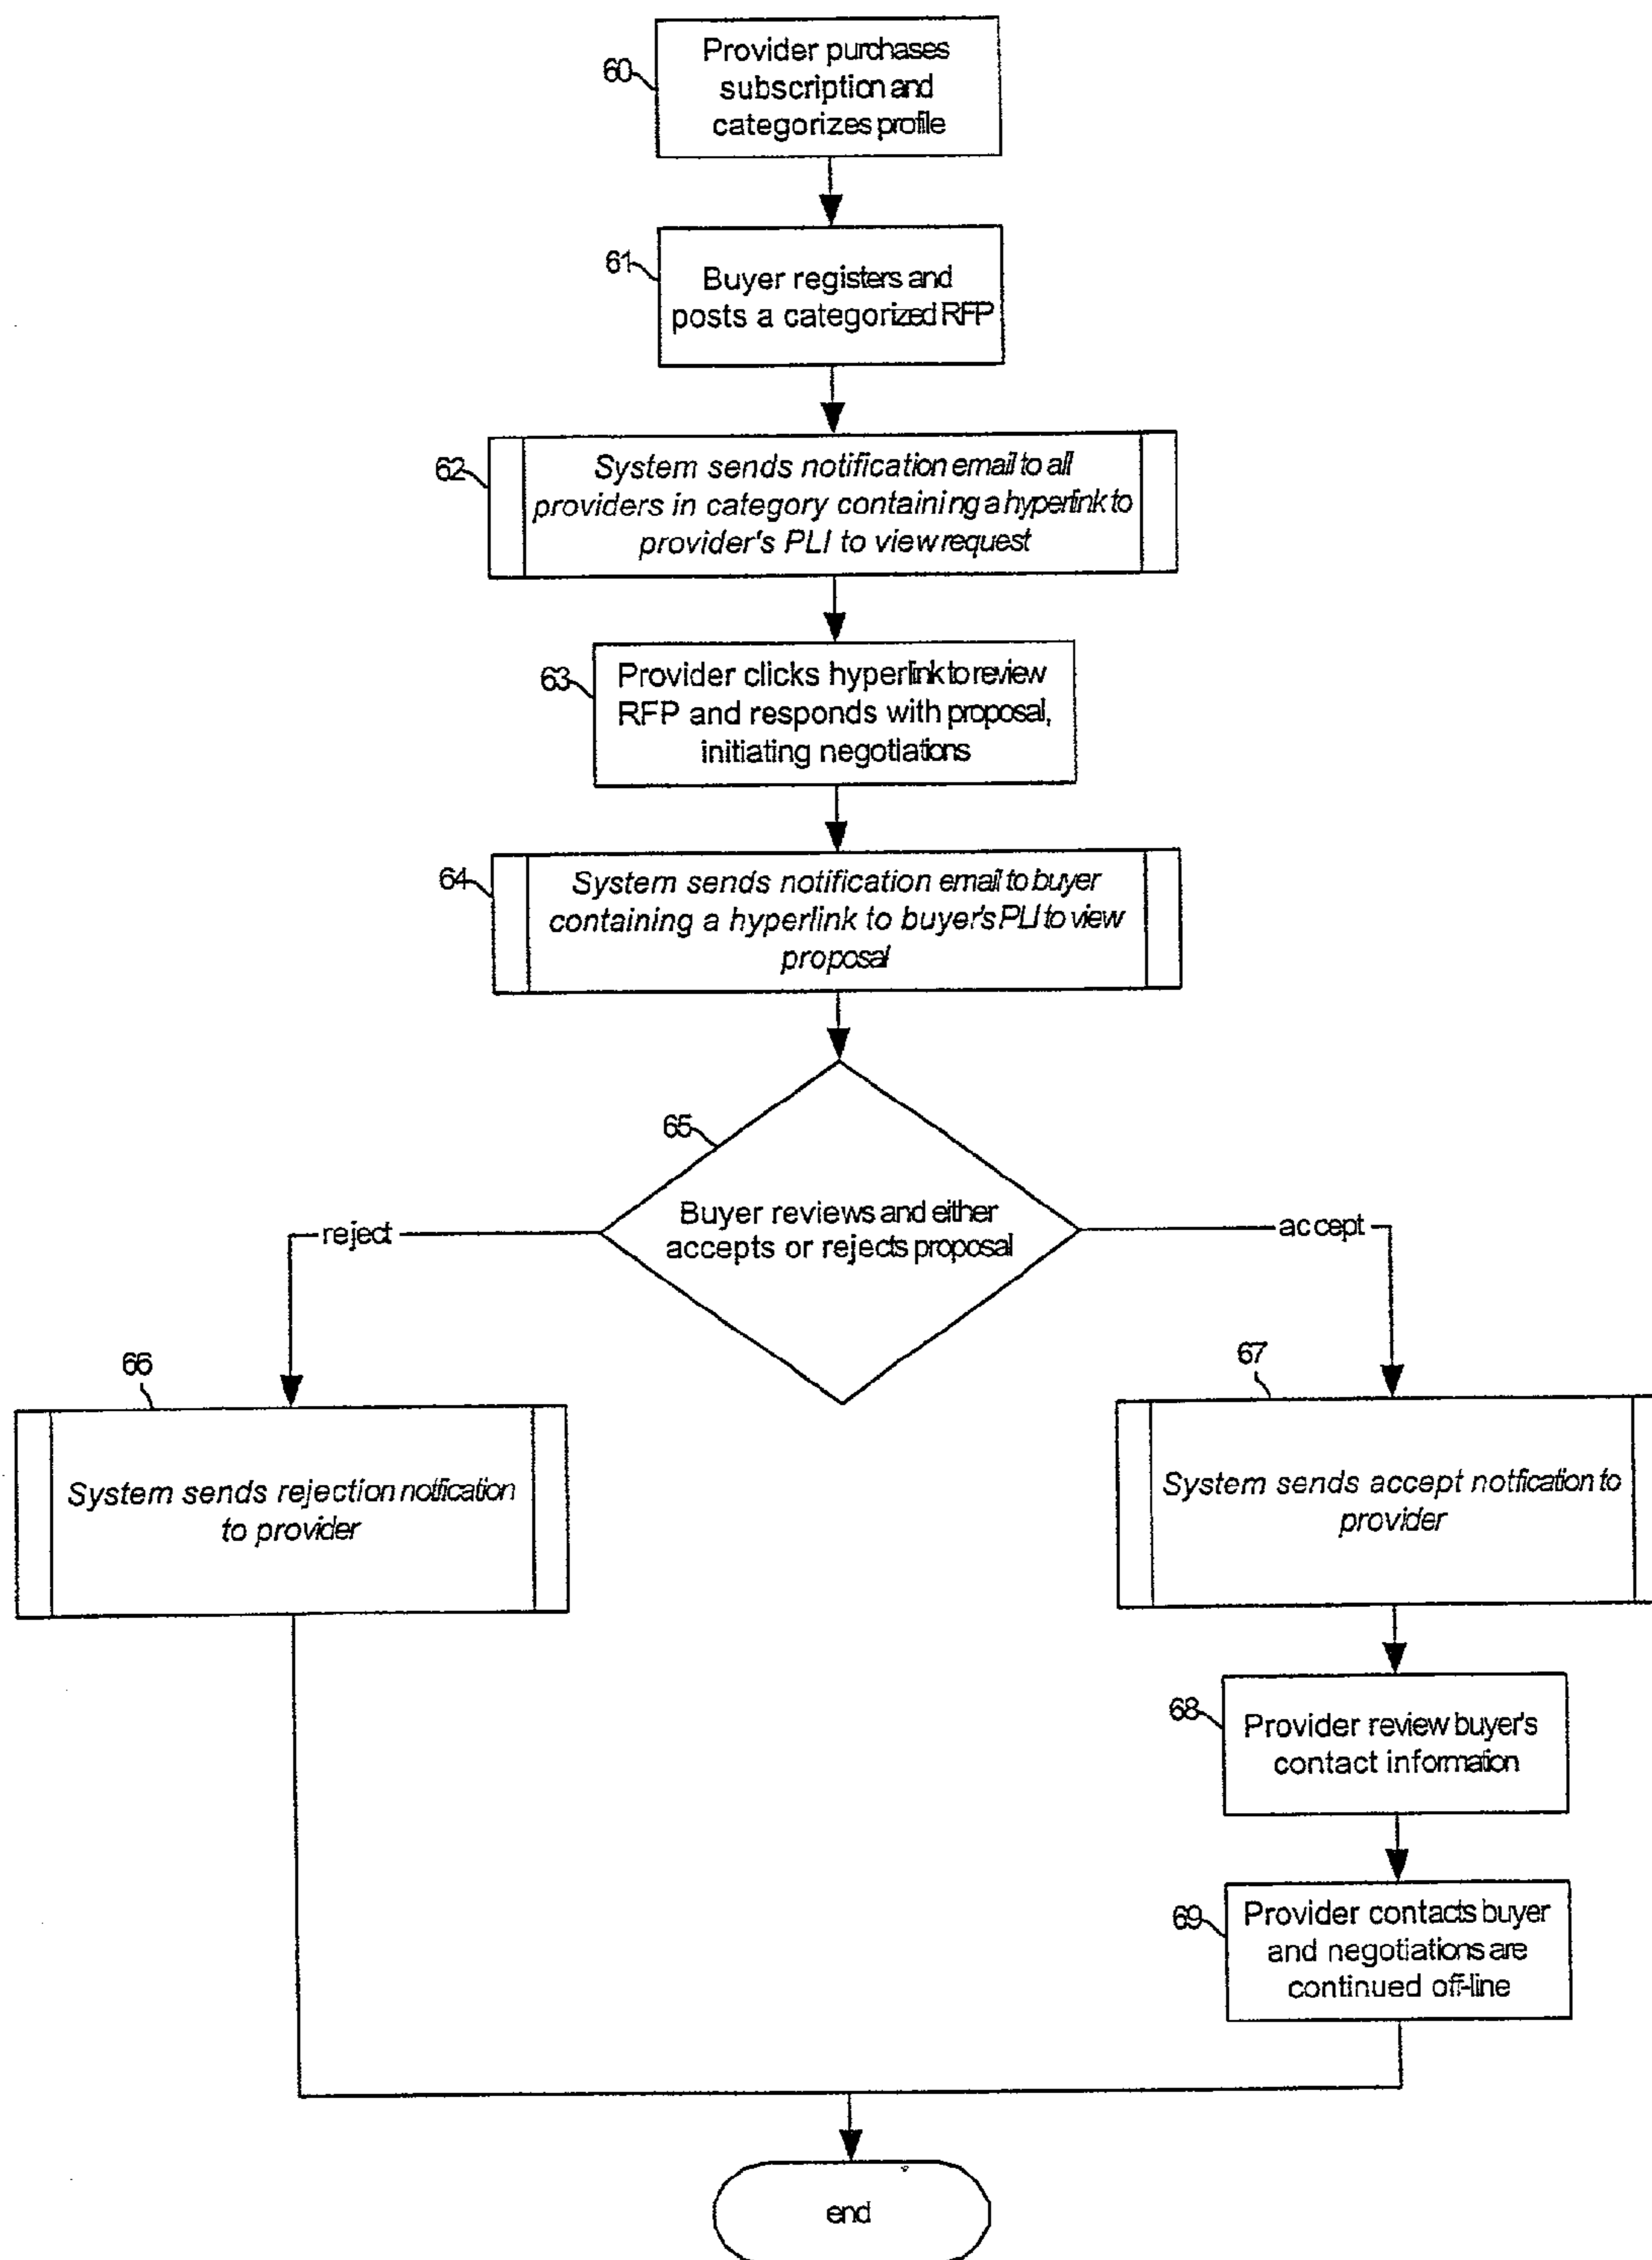 60
Provider purchases
subscription and
categorizes profile
61
Buyer registers and
posts a categorized RFP
62
System sends notification email to all
providers in category containing a hyperlink to
provider's PLI to view request
63
Provider clicks hyperlink to review
RFP and responds with proposal,
initiating negotiations
64
System sends notification email to buyer
containing a hyperlink to buyer's PLI to view
proposal
65
Buyer reviews and either
accepts or rejects proposal
reject
accept
66
System sends rejection notification
to provider
67
System sends accept notfication to
provider
68
Provider review buyer's
contact information
69
Provider contacts buyer
and negotiations are
continued off-line
end